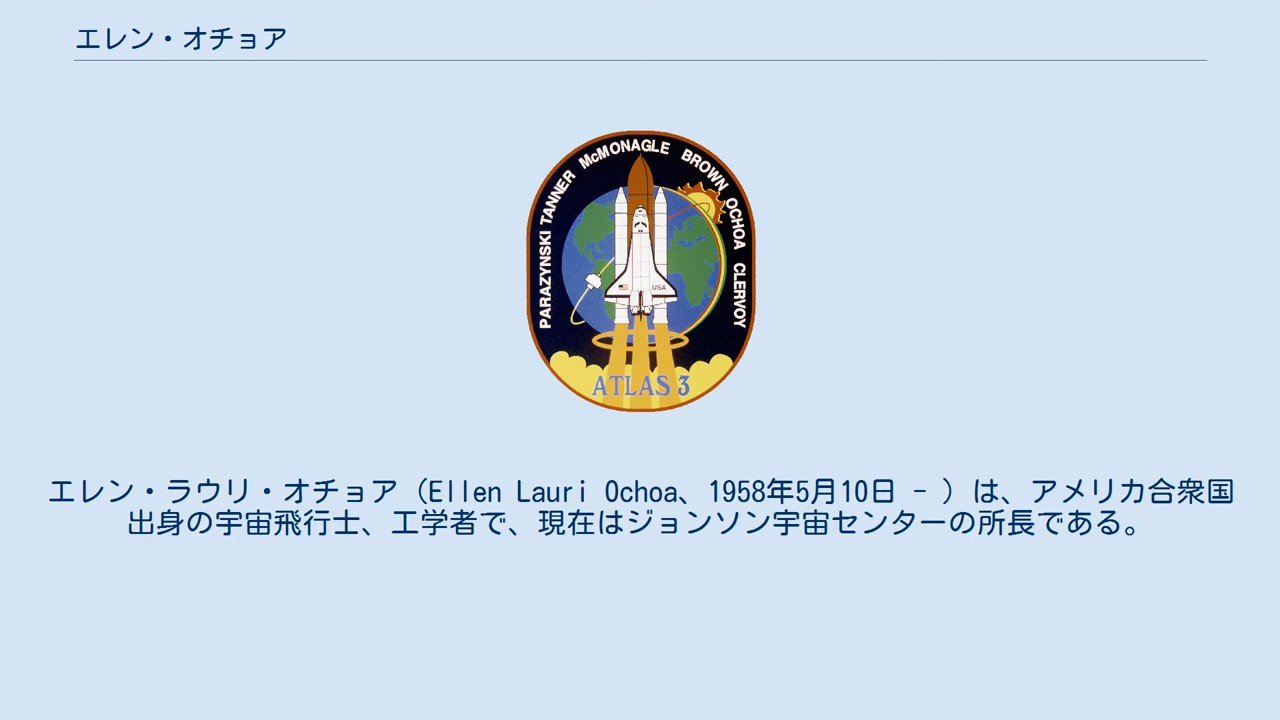 エレン・オチョア
PARAZYNSKI TANNER McMONAGLE BROWN OCHOA CLERVOY
USA
ATLAS 3
エレン・ラウリ・オチョア（Ellen Lauri Ochoa、1958年5月10日 - ）は、アメリカ合衆国
出身の宇宙飛行士、工学者で、現在はジョンソン宇宙センターの所長である。